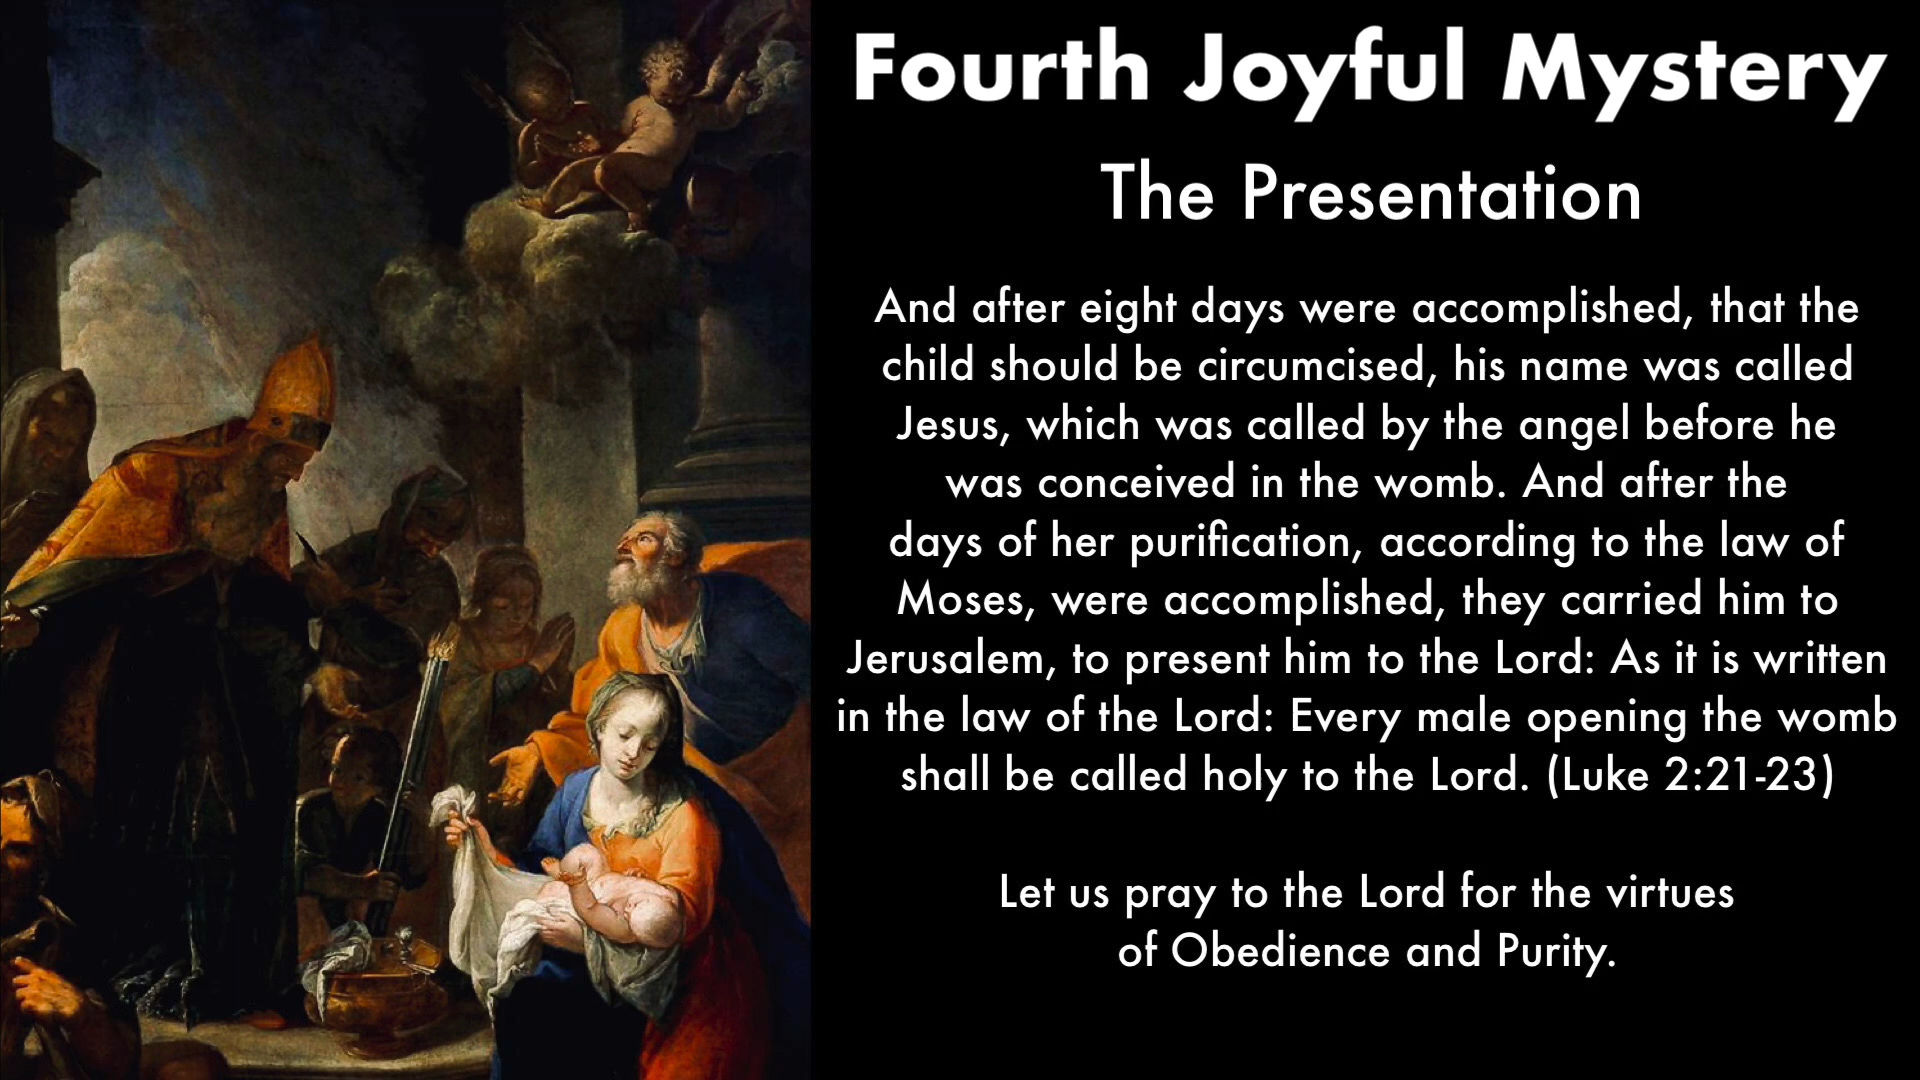 Fourth Joyful Mystery
The Presentation
And after eight days were accomplished, that the
child should be circumcised, his name was called
Jesus, which was called by the angel before he
was conceived in the womb. And after the
days of her purification, according to the law of
Moses, were accomplished, they carried him to
Jerusalem, to present him to the Lord: As it is written
in the law of the Lord: Every male opening the womb
shall be called holy to the Lord. (Luke 2:21-23)
Let us pray to the Lord for the virtues
of Obedience and Purity.